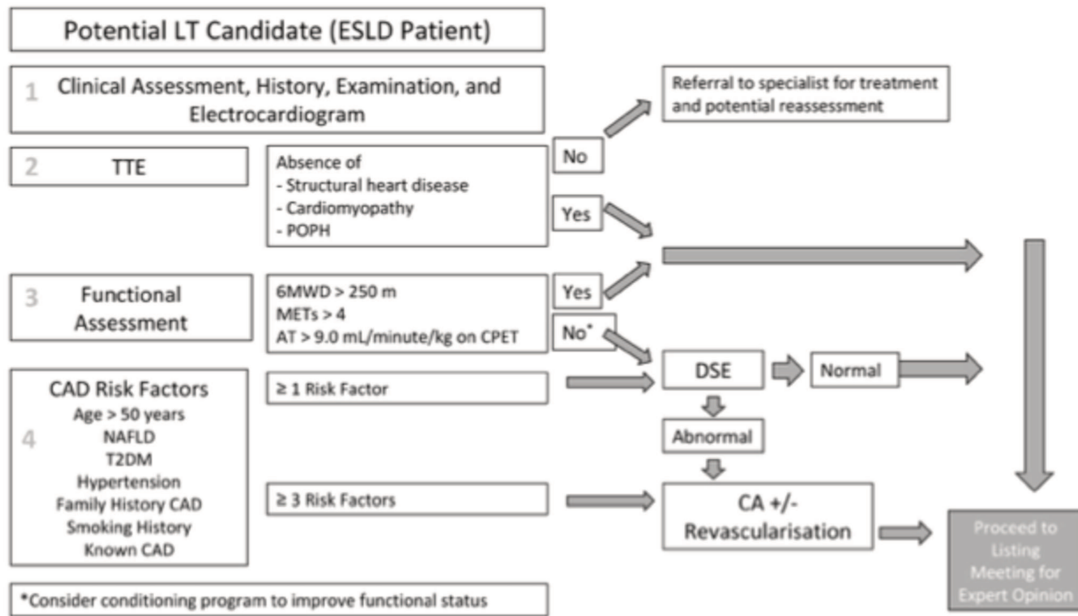 Potential LT Candidate (ESLD Patient)
1
Clinical Assessment, History, Examination, and
Electrocardiogram
Referral to specialist for treatment
and potential reassessment
2
TTE
Absence of
- Structural heart disease
- Cardiomyopathy
- POPH
No
Yes
3
Functional
Assessment
6MWD > 250 m
METs > 4
AT > 9.0 mL/minute/kg on CPET
Yes
No*
DSE
Normal
Abnormal
4
CAD Risk Factors
Age > 50 years
NAFLD
T2DM
Hypertension
Family History CAD
Smoking History
Known CAD
≥ 1 Risk Factor
≥ 3 Risk Factors
CA +/-
Revascularisation
Proceed to
Listing
Meeting for
Expert Opinion
*Consider conditioning program to improve functional status